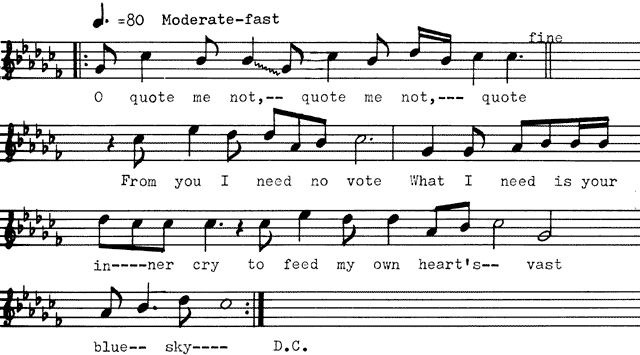 =80 Moderate-fast
fine
O quote me not,-- quote me not,--- quote
From you I need no vote What I need is your
in----ner cry to feed my own heart's-- vast
blue-- sky---- D.C.